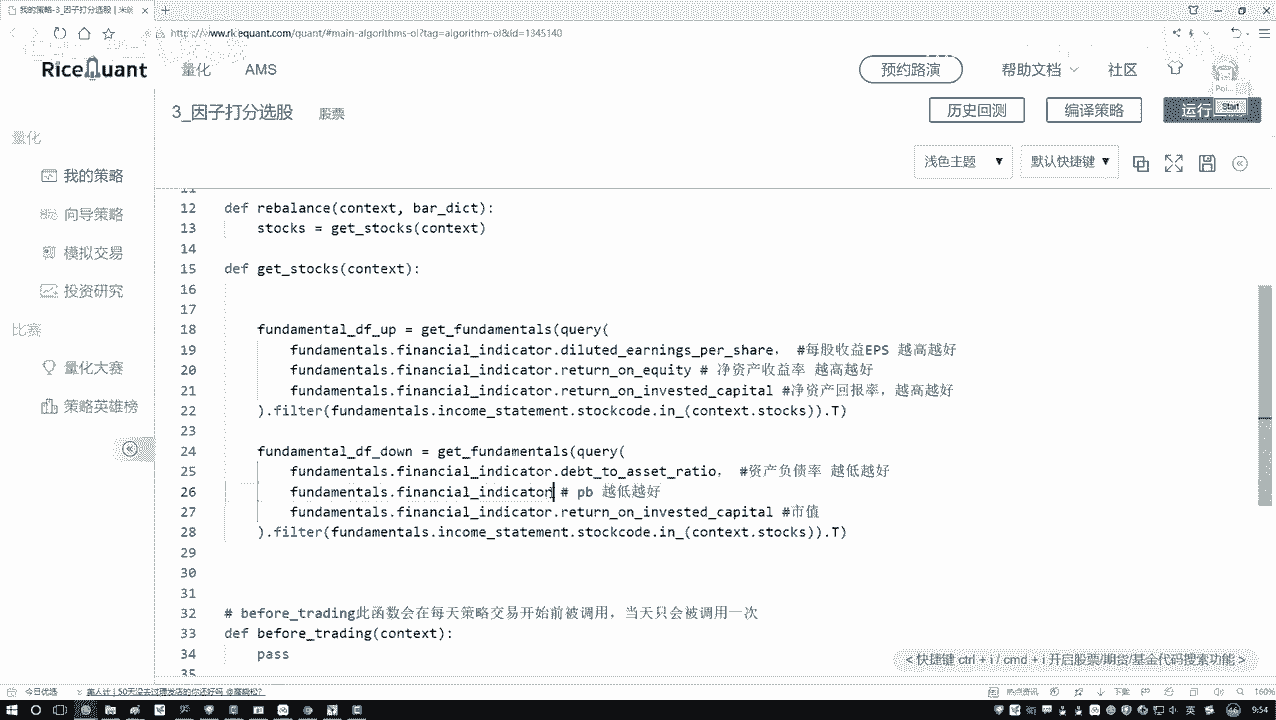 我的策略-3_因子打分选股 | 米筐
www.ricequant.com/quant/#main-algorithms-ol?tag=algorithm-ol&id=1345140
RiceQuant
量化
AMS
预约路演
帮助文档
社区
3_因子打分选股
股票
历史回测
编译策略
运行
Start
量化
我的策略
向导策略
模拟交易
投资研究
比赛
量化大赛
策略英雄榜
浅色主题
默认快捷键
11
12 def rebalance(context, bar_dict):
13 stocks = get_stocks(context)
14
15 def get_stocks(context):
16
17
18 fundamental_df_up = get_fundamentals(query(
19 fundamentals.financial_indicator.diluted_earnings_per_share， #每股收益EPS 越高越好
20 fundamentals.financial_indicator.return_on_equity # 净资产收益率 越高越好
21 fundamentals.financial_indicator.return_on_invested_capital #净资产回报率，越高越好
22 ).filter(fundamentals.income_statement.stockcode.in_(context.stocks)).T)
23
24 fundamental_df_down = get_fundamentals(query(
25 fundamentals.financial_indicator.debt_to_asset_ratio， #资产负债率 越低越好
26 fundamentals.financial_indicator # pb 越低越好
27 fundamentals.financial_indicator.return_on_invested_capital #市值
28 ).filter(fundamentals.income_statement.stockcode.in_(context.stocks)).T)
29
30
31
32 # before_trading此函数会在每天策略交易开始前被调用，当天只会被调用一次
33 def before_trading(context):
34 pass
35
<快捷键 ctrl + i / cmd + i 开启股票/期货/基金代码搜索功能 >
今日优选
热点资讯
下载
160%
英
9:54